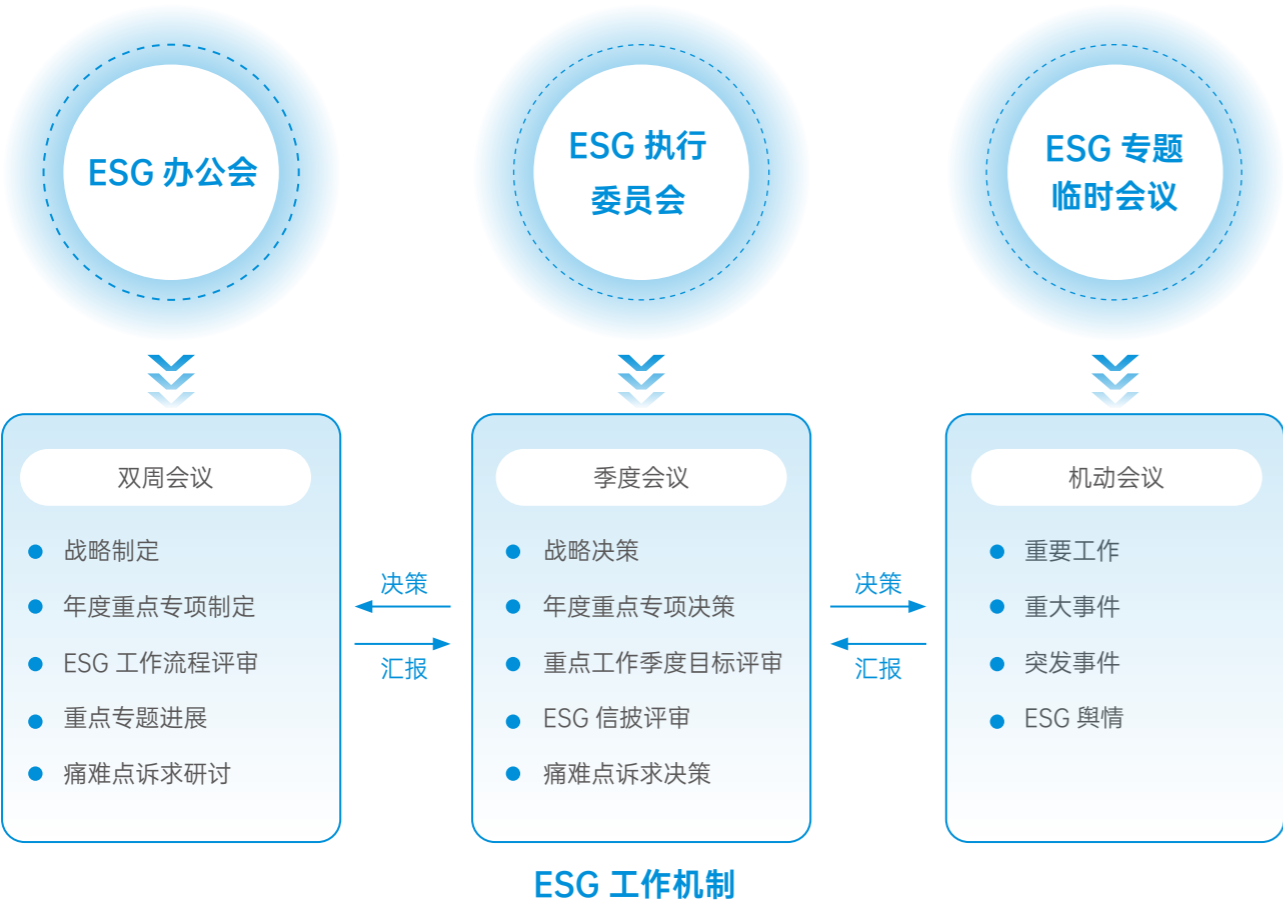 ESG 办公会
ESG 执行
委员会
ESG 专题
临时会议
双周会议
战略制定
年度重点专项制定
ESG 工作流程评审
重点专题进展
痛难点诉求研讨
决策
汇报
季度会议
战略决策
年度重点专项决策
重点工作季度目标评审
ESG 信披评审
痛难点诉求决策
决策
汇报
机动会议
重要工作
重大事件
突发事件
ESG 舆情
ESG 工作机制